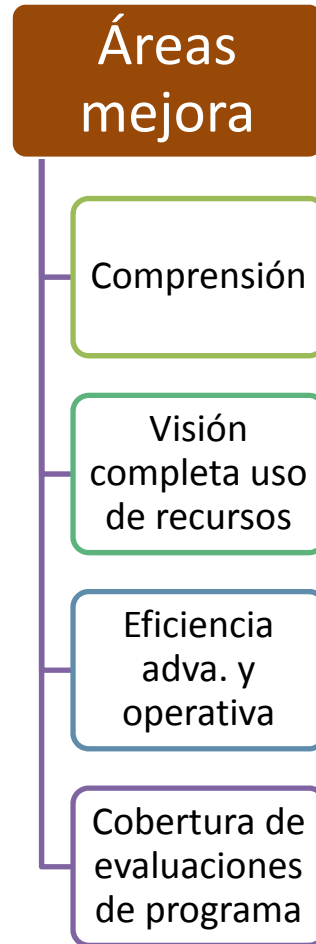 Áreas
mejora
Comprensión
Visión
completa uso
de recursos
Eficiencia
adva. y
operativa
Cobertura de
evaluaciones
de programa